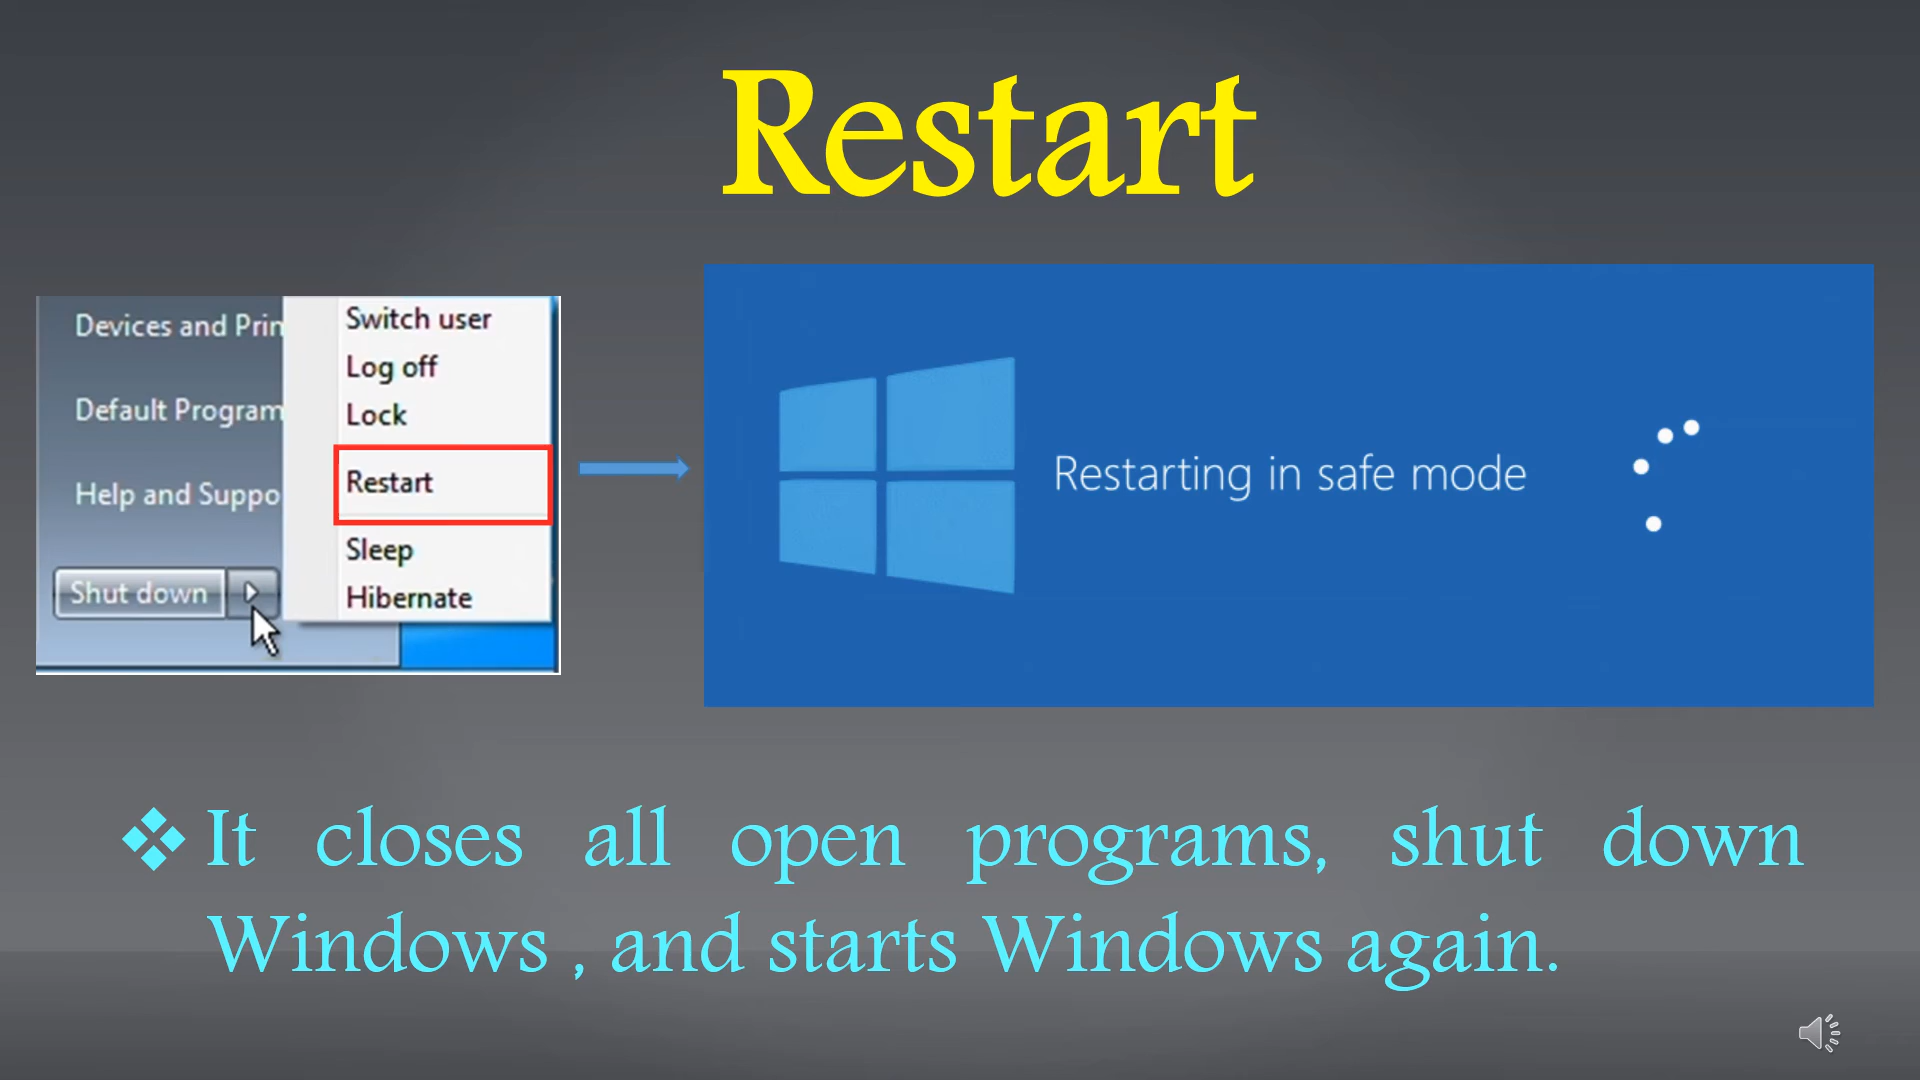 Restart
Devices and Prin
Default Program
Help and Suppo
Shut down
Switch user
Log off
Lock
Restart
Sleep
Hibernate
Restarting in safe mode
It closes all open programs, shut down
Windows , and starts Windows again.